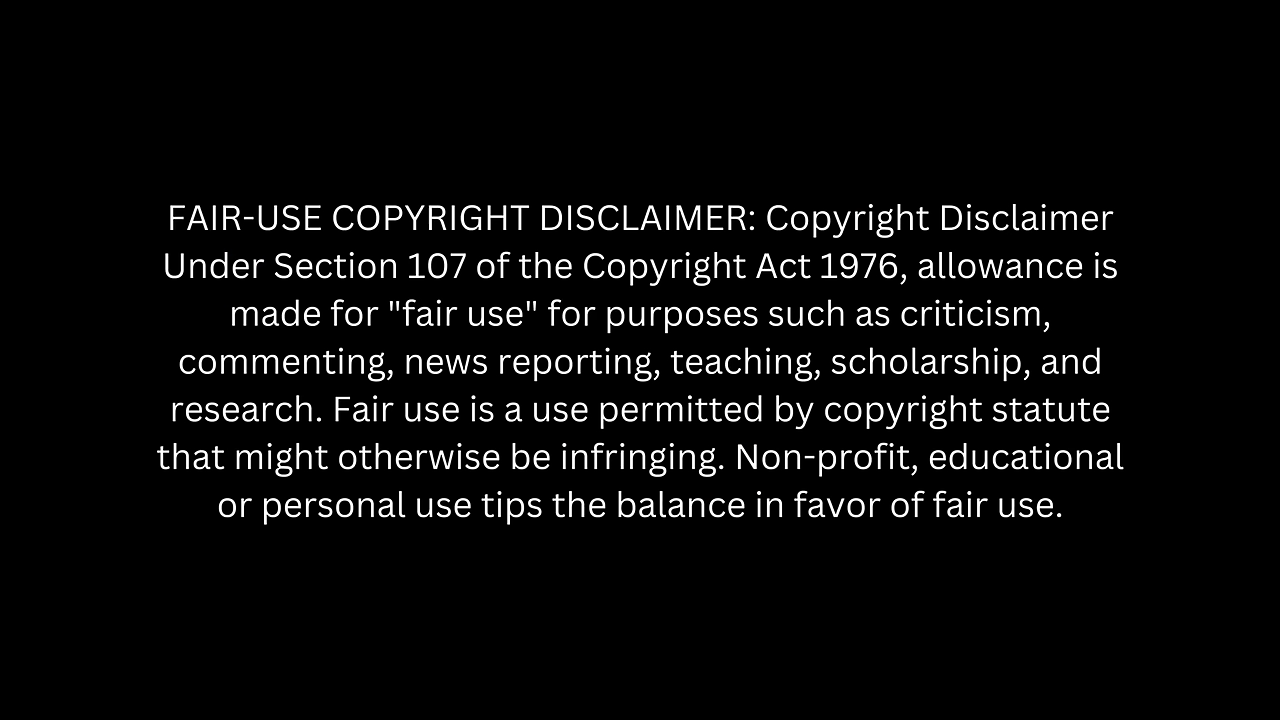 FAIR-USE COPYRIGHT DISCLAIMER: Copyright Disclaimer
Under Section 107 of the Copyright Act 1976, allowance is
made for "fair use" for purposes such as criticism,
commenting, news reporting, teaching, scholarship, and
research. Fair use is a use permitted by copyright statute
that might otherwise be infringing. Non-profit, educational
or personal use tips the balance in favor of fair use.